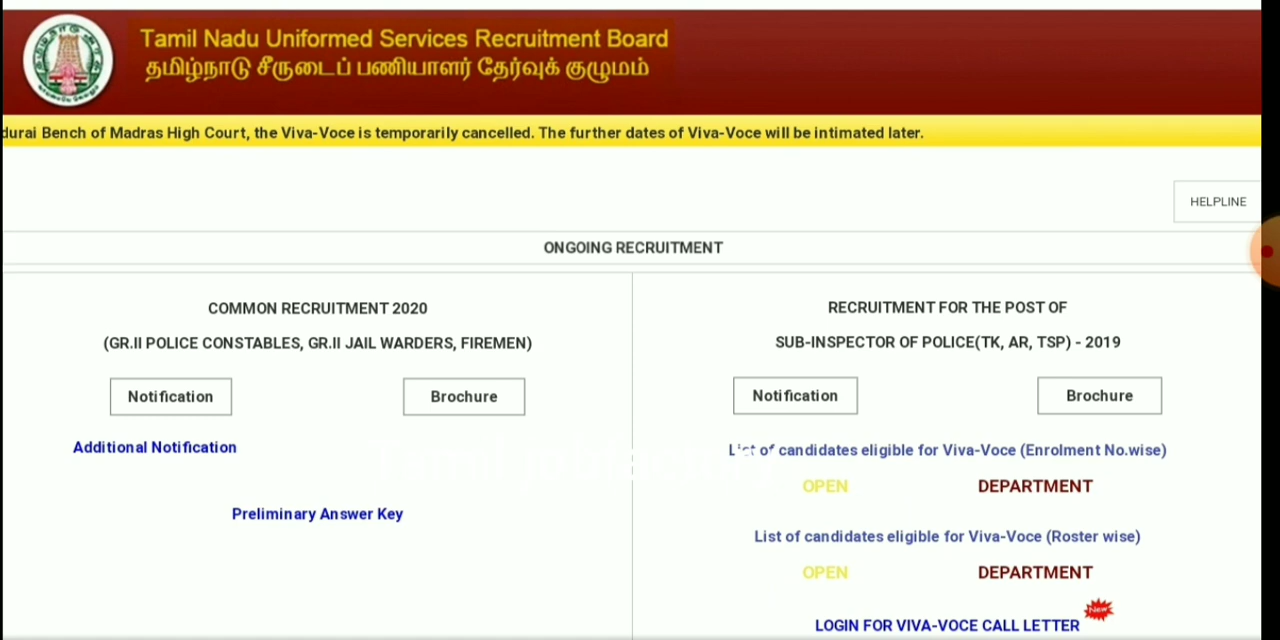 Tamil Nadu Uniformed Services Recruitment Board
தமிழ்நாடு சீருடைப் பணியாளர் தேர்வுக் குழுமம்
durai Bench of Madras High Court, the Viva-Voce is temporarily cancelled. The further dates of Viva-Voce will be intimated later.
HELPLINE
ONGOING RECRUITMENT
COMMON RECRUITMENT 2020
(GR.II POLICE CONSTABLES, GR.II JAIL WARDERS, FIREMEN)
Notification
Brochure
Additional Notification
Preliminary Answer Key
RECRUITMENT FOR THE POST OF
SUB-INSPECTOR OF POLICE(TK, AR, TSP) - 2019
Notification
Brochure
List of candidates eligible for Viva-Voce (Enrolment No.wise)
OPEN
DEPARTMENT
List of candidates eligible for Viva-Voce (Roster wise)
OPEN
DEPARTMENT
New
LOGIN FOR VIVA-VOCE CALL LETTER